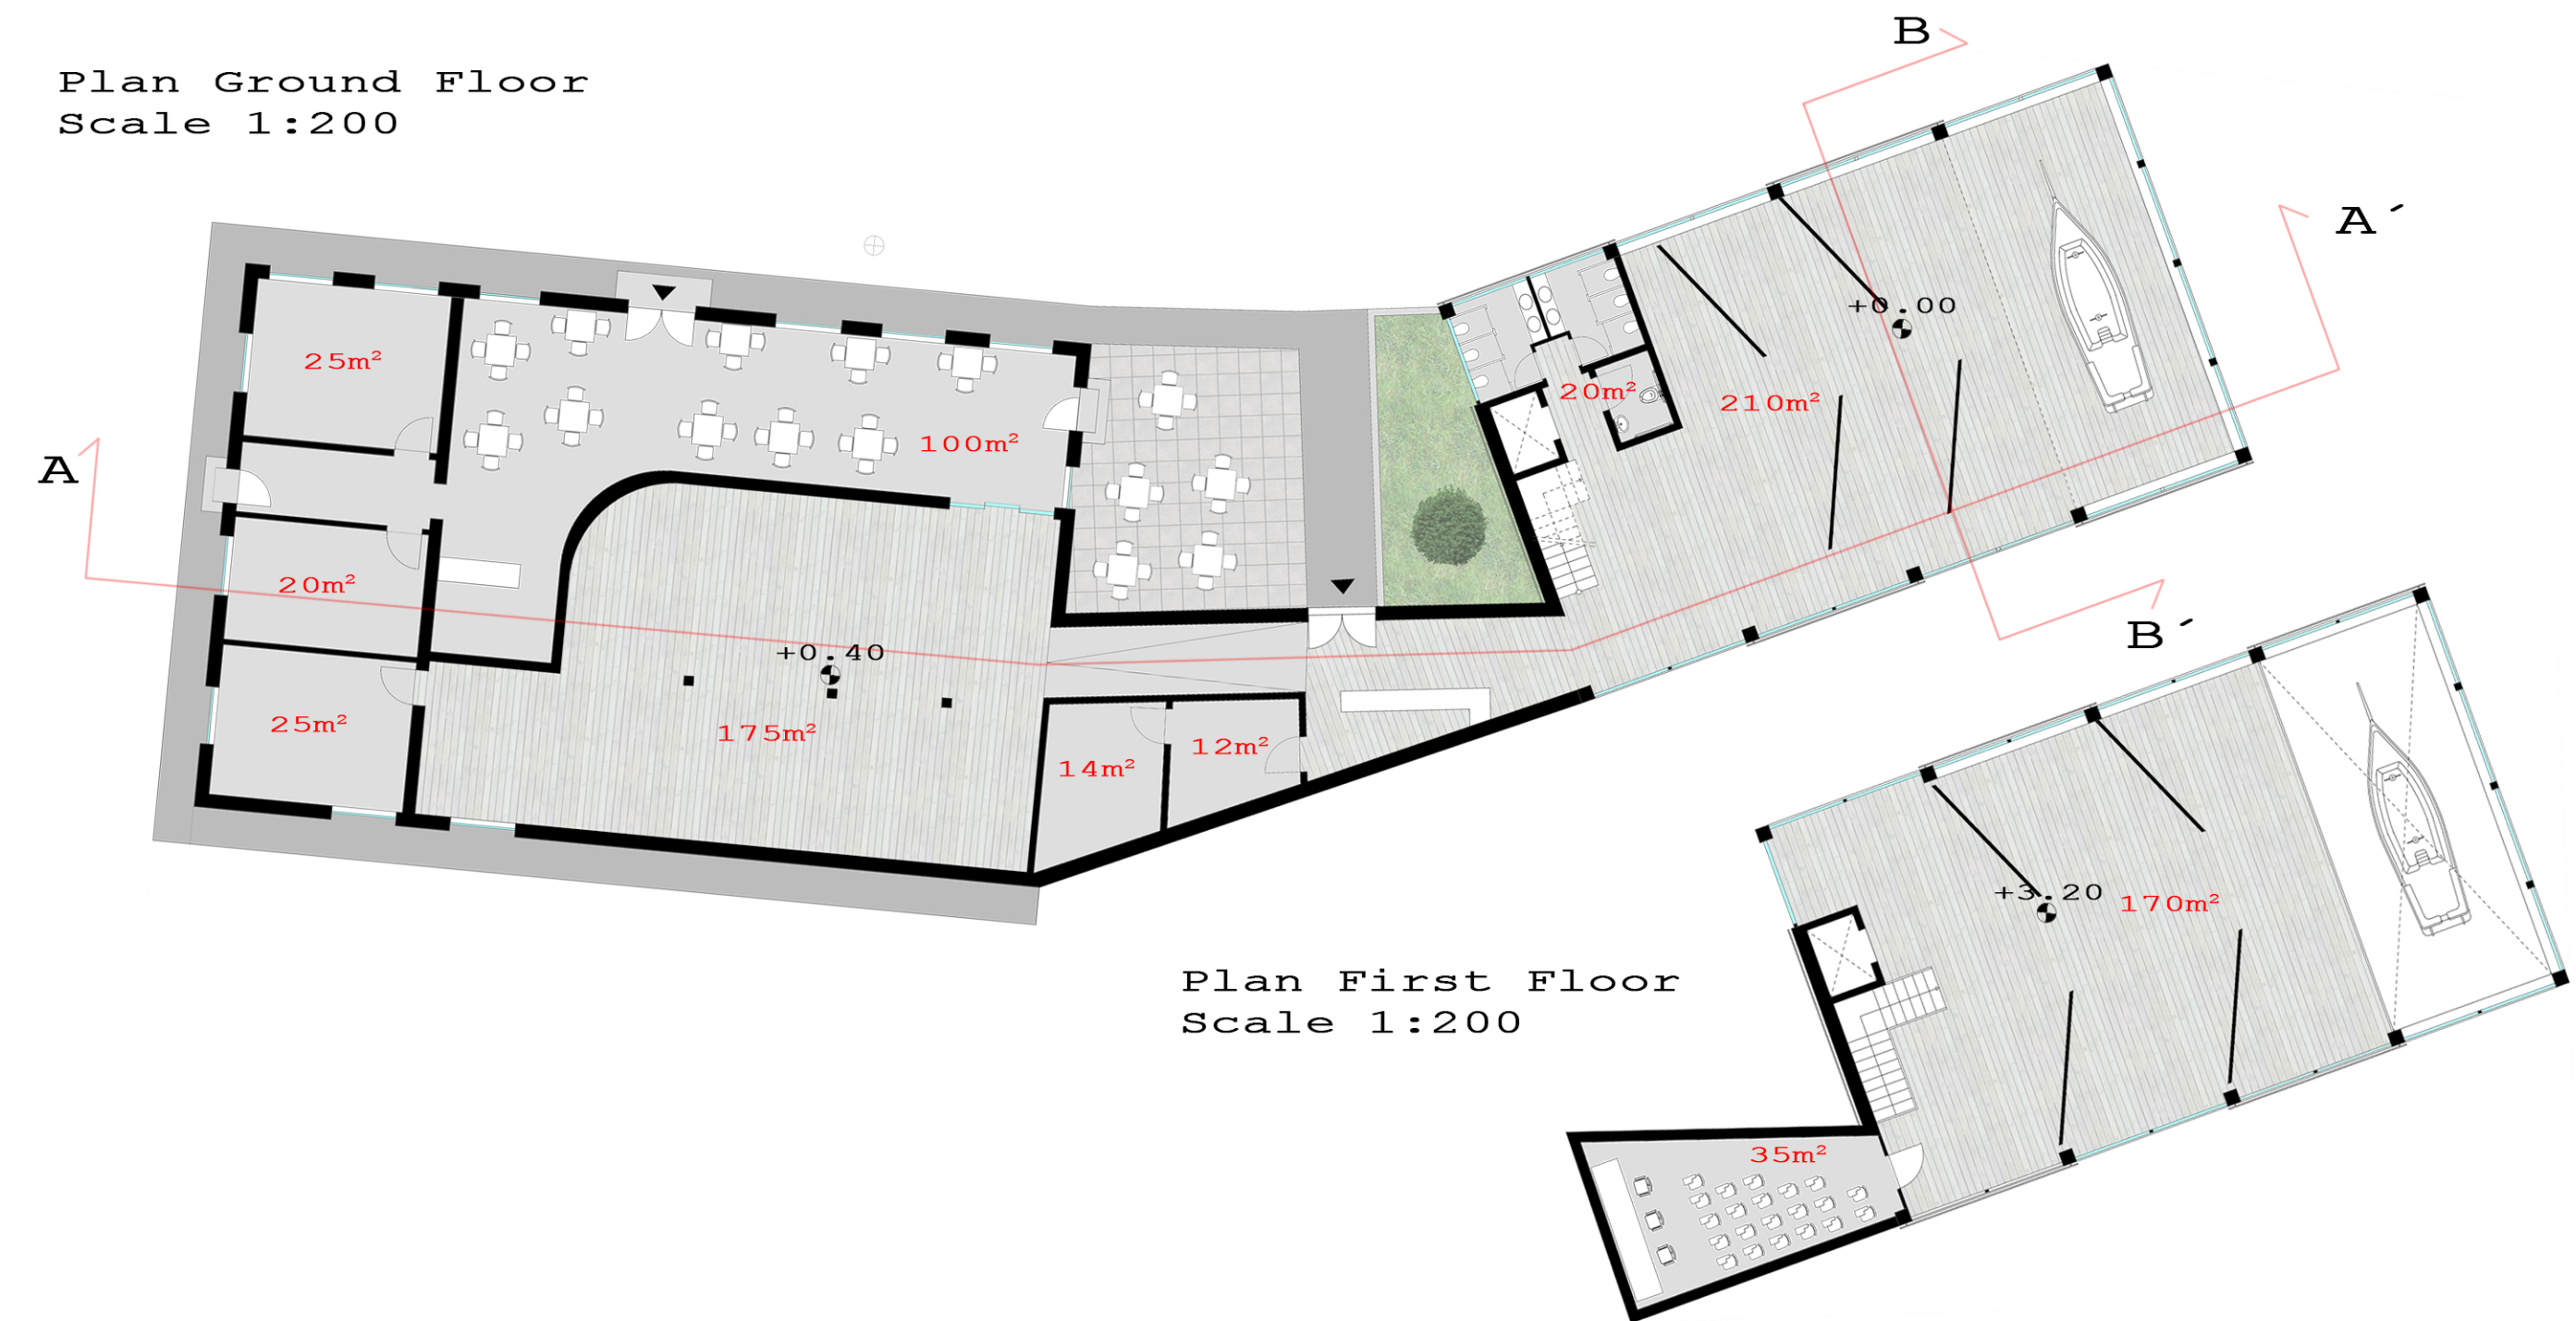 Plan Ground Floor
Scale 1:200
B
A´
25m²
+0.00
20m²
210m²
100m²
A
20m²
B´
+0.40
25m²
175m²
14m²
12m²
+3.20
170m²
Plan First Floor
Scale 1:200
35m²